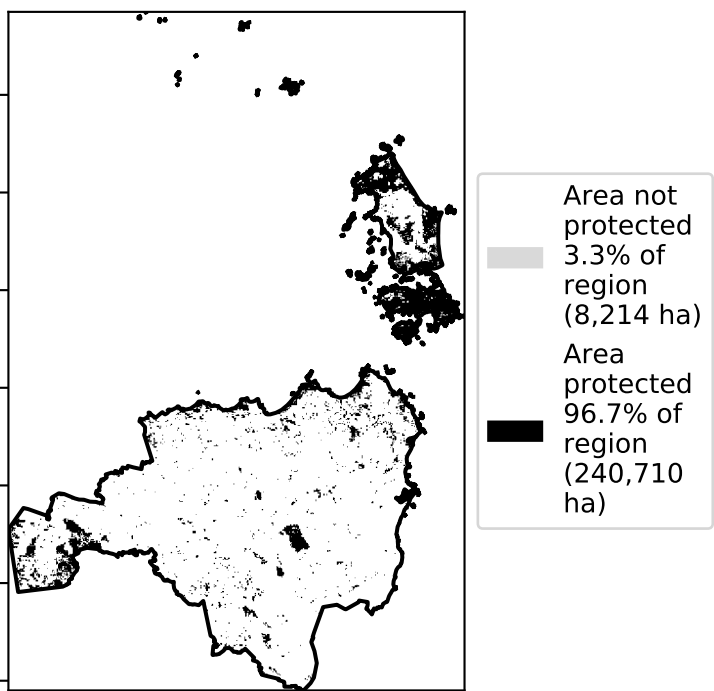 Area not
protected
3.3% of
region
(8,214 ha)
Area
protected
96.7% of
region
(240,710
ha)